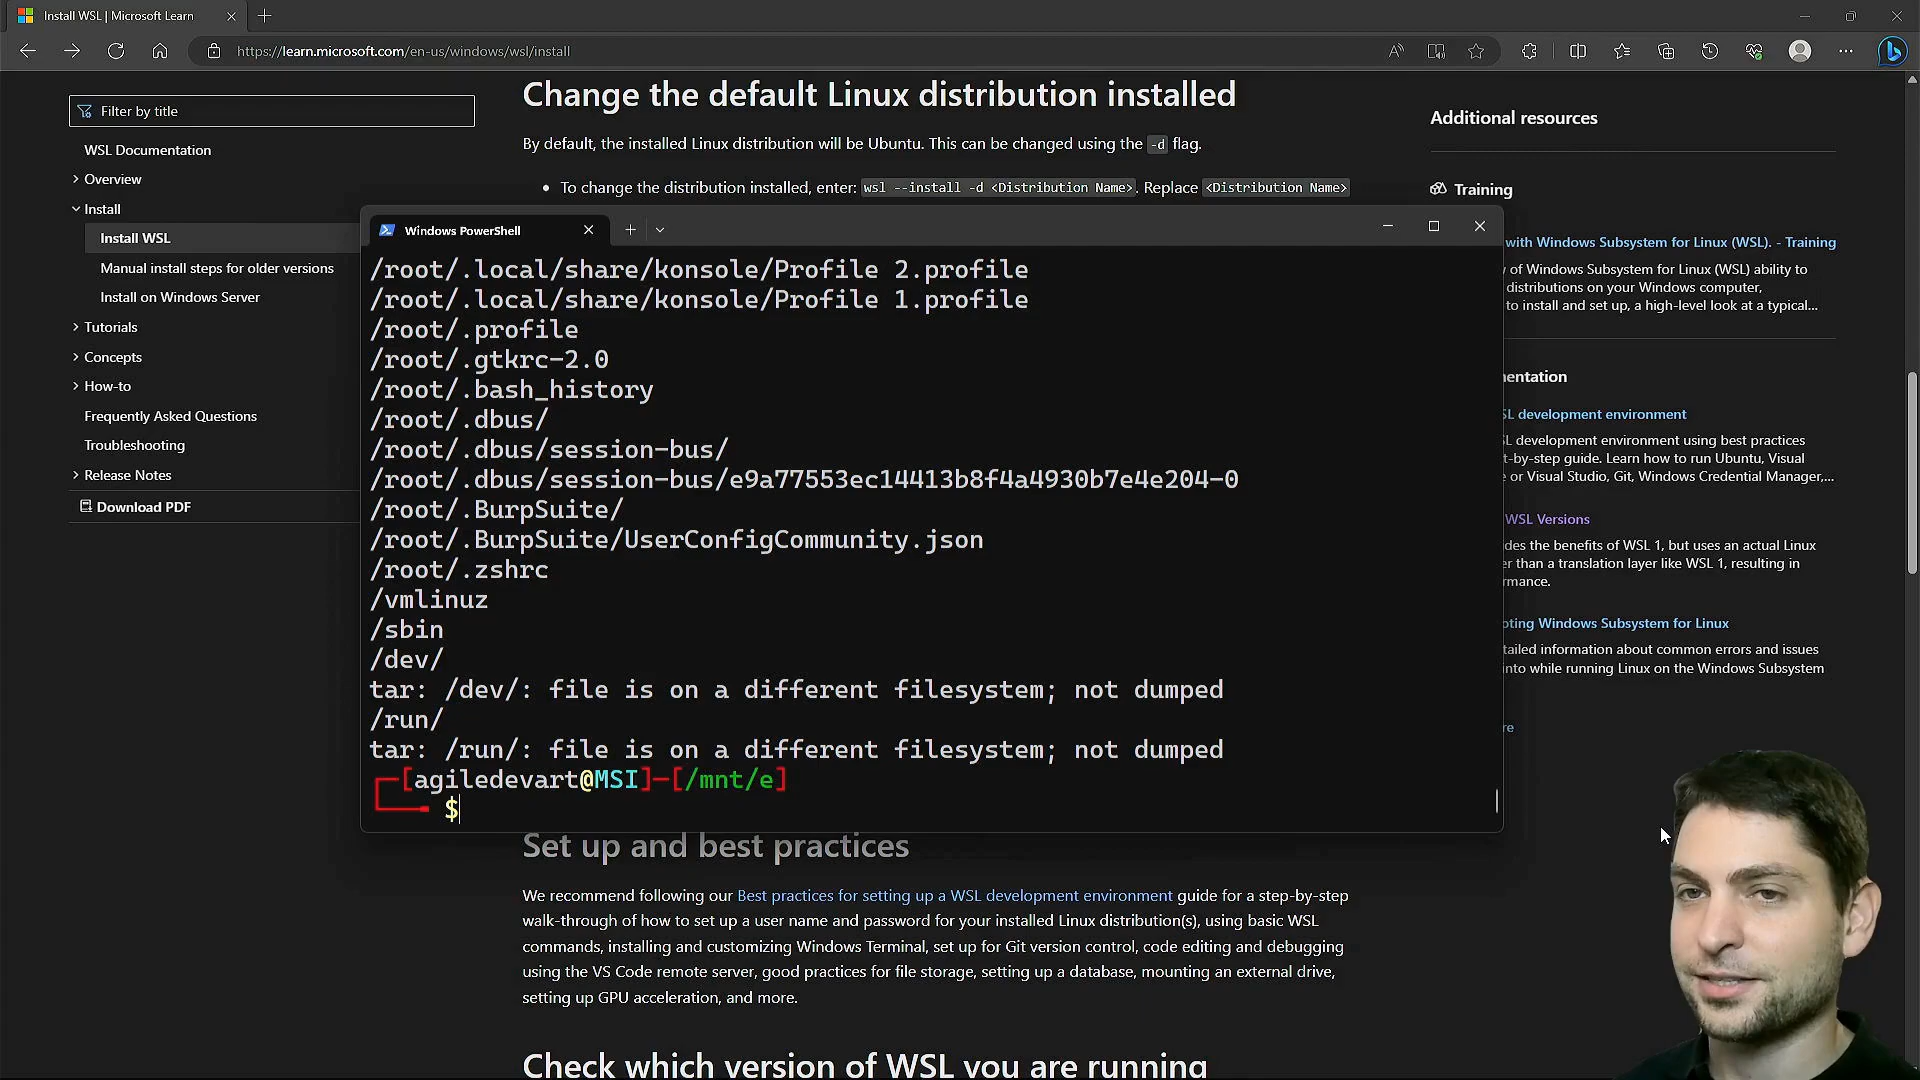 Install WSL | Microsoft Learn
https://learn.microsoft.com/en-us/windows/wsl/install
Filter by title
WSL Documentation
Overview
Install
Install WSL
Manual install steps for older versions
Install on Windows Server
Tutorials
Concepts
How-to
Frequently Asked Questions
Troubleshooting
Release Notes
Download PDF
Change the default Linux distribution installed
By default, the installed Linux distribution will be Ubuntu. This can be changed using the -d flag.
• To change the distribution installed, enter: wsl --install -d <Distribution Name>. Replace <Distribution Name>
Windows PowerShell
/root/.local/share/konsole/Profile 2.profile
/root/.local/share/konsole/Profile 1.profile
/root/.profile
/root/.gtkrc-2.0
/root/.bash_history
/root/.dbus/
/root/.dbus/session-bus/
/root/.dbus/session-bus/e9a77553ec14413b8f4a4930b7e4e204-0
/root/.BurpSuite/
/root/.BurpSuite/UserConfigCommunity.json
/root/.zshrc
/vmlinuz
/sbin
/dev/
tar: /dev/: file is on a different filesystem; not dumped
/run/
tar: /run/: file is on a different filesystem; not dumped
┌─[agiledevart@MSI]─[/mnt/e]
└──╼ $
Set up and best practices
We recommend following our Best practices for setting up a WSL development environment guide for a step-by-step
walk-through of how to set up a user name and password for your installed Linux distribution(s), using basic WSL
commands, installing and customizing Windows Terminal, set up for Git version control, code editing and debugging
using the VS Code remote server, good practices for file storage, setting up a database, mounting an external drive,
setting up GPU acceleration, and more.
Check which version of WSL you are running
Additional resources
Training
with Windows Subsystem for Linux (WSL). - Training
of Windows Subsystem for Linux (WSL) ability to
distributions on your Windows computer,
to install and set up, a high-level look at a typical...
development environment
development environment using best practices
t-by-step guide. Learn how to run Ubuntu, Visual
or Visual Studio, Git, Windows Credential Manager,...
WSL Versions
the benefits of WSL 1, but uses an actual Linux
than a translation layer like WSL 1, resulting in
Windows Subsystem for Linux
information about common errors and issues
into while running Linux on the Windows Subsystem